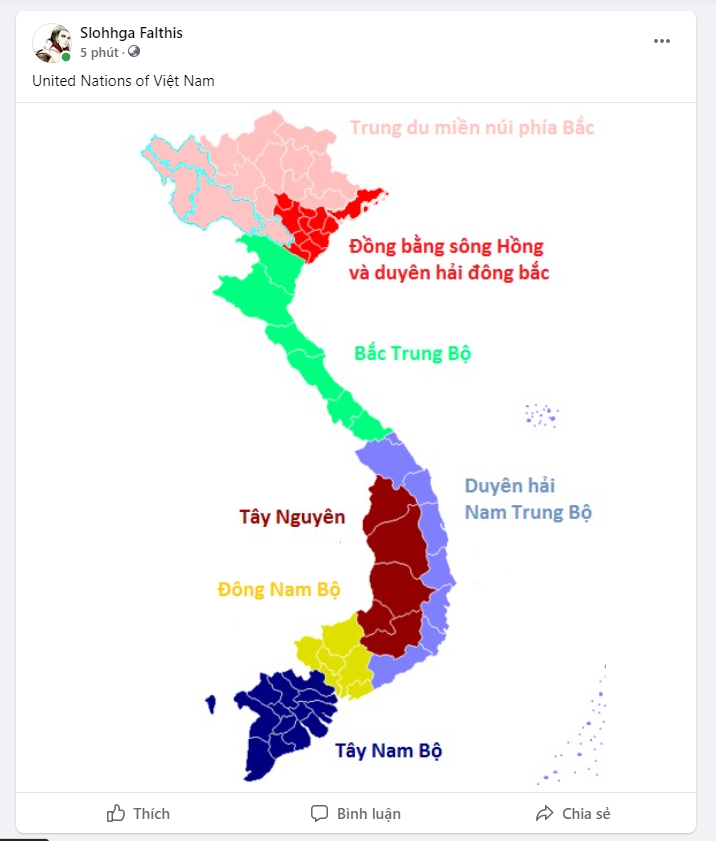 Slohhga Falthis
5 phút ·
United Nations of Việt Nam
Trung du miền núi phía Bắc
Đồng bằng sông Hồng
và duyên hải đông bắc
Bắc Trung Bộ
Duyên hải
Nam Trung Bộ
Tây Nguyên
Đông Nam Bộ
Tây Nam Bộ
Thích
Bình luận
Chia sẻ